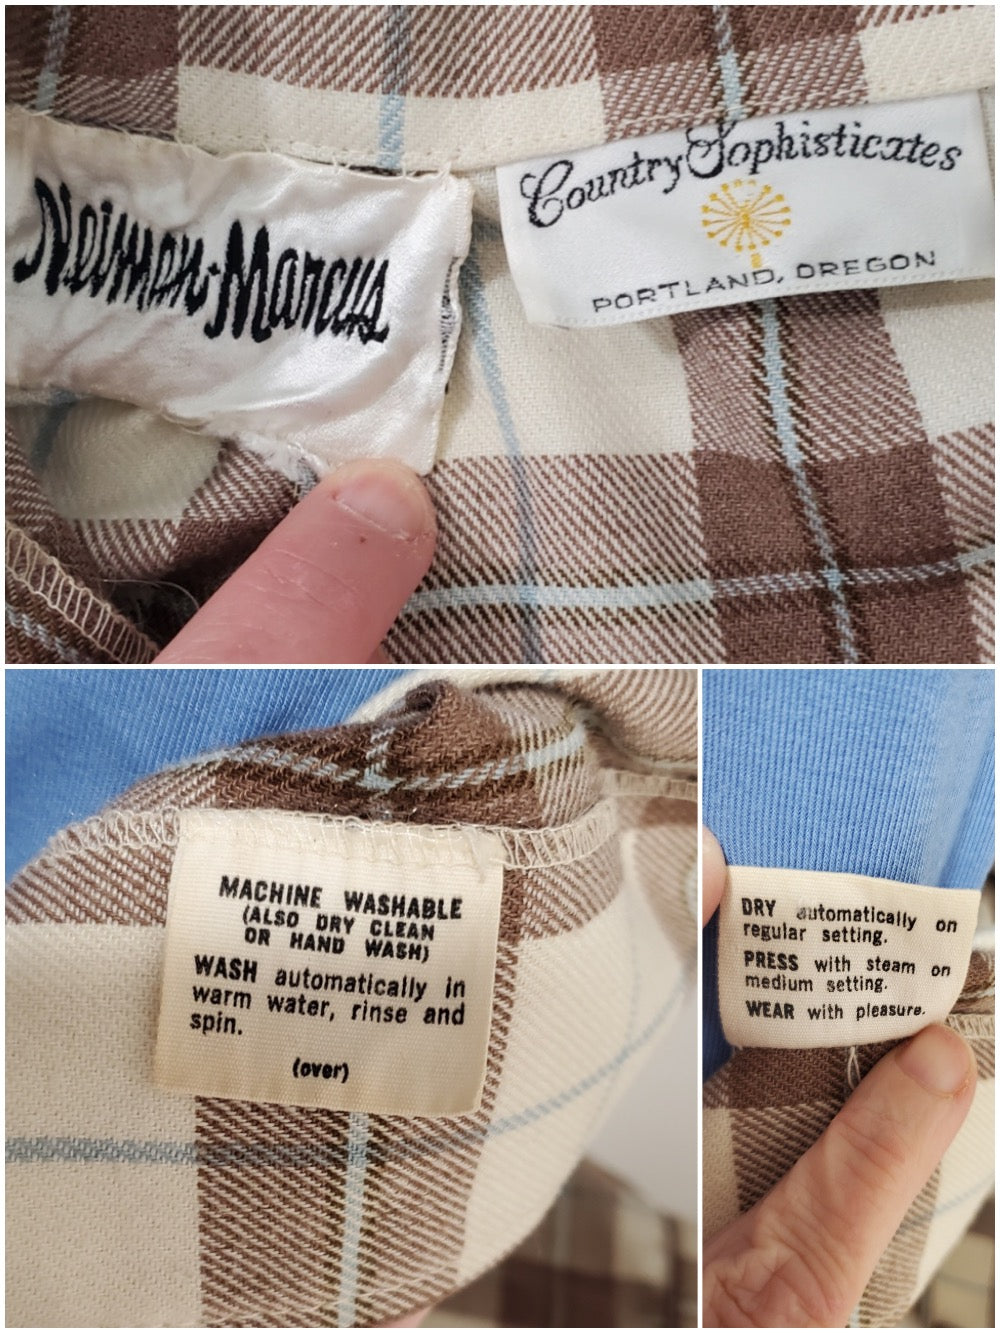 Neiman-Marcus
Country Sophisticates
PORTLAND, OREGON
MACHINE WASHABLE
(ALSO DRY CLEAN
OR HAND WASH)
WASH automatically in
warm water, rinse and
spin.
(over)
DRY automatically on
regular setting.
PRESS with steam on
medium setting.
WEAR with pleasure.